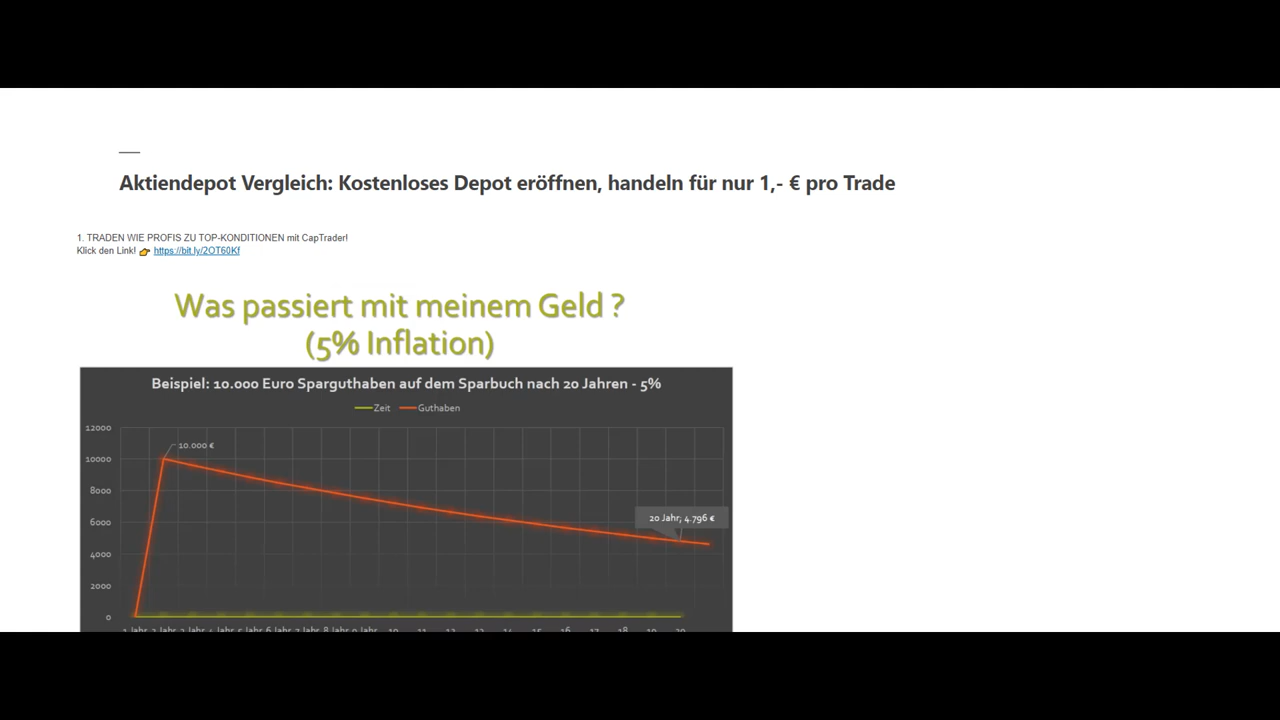 Aktiendepot Vergleich: Kostenloses Depot eröffnen, handeln für nur 1,- € pro Trade
1. TRADEN WIE PROFIS ZU TOP-KONDITIONEN mit CapTrader!
Klick den Link! 👉 https://bit.ly/2OT60Kf
Was passiert mit meinem Geld ?
(5% Inflation)
Beispiel: 10.000 Euro Sparguthaben auf dem Sparbuch nach 20 Jahren - 5%
Zeit Guthaben
12000
10.000 €
10000
8000
20 Jahr; 4.796 €
6000
4000
2000
0